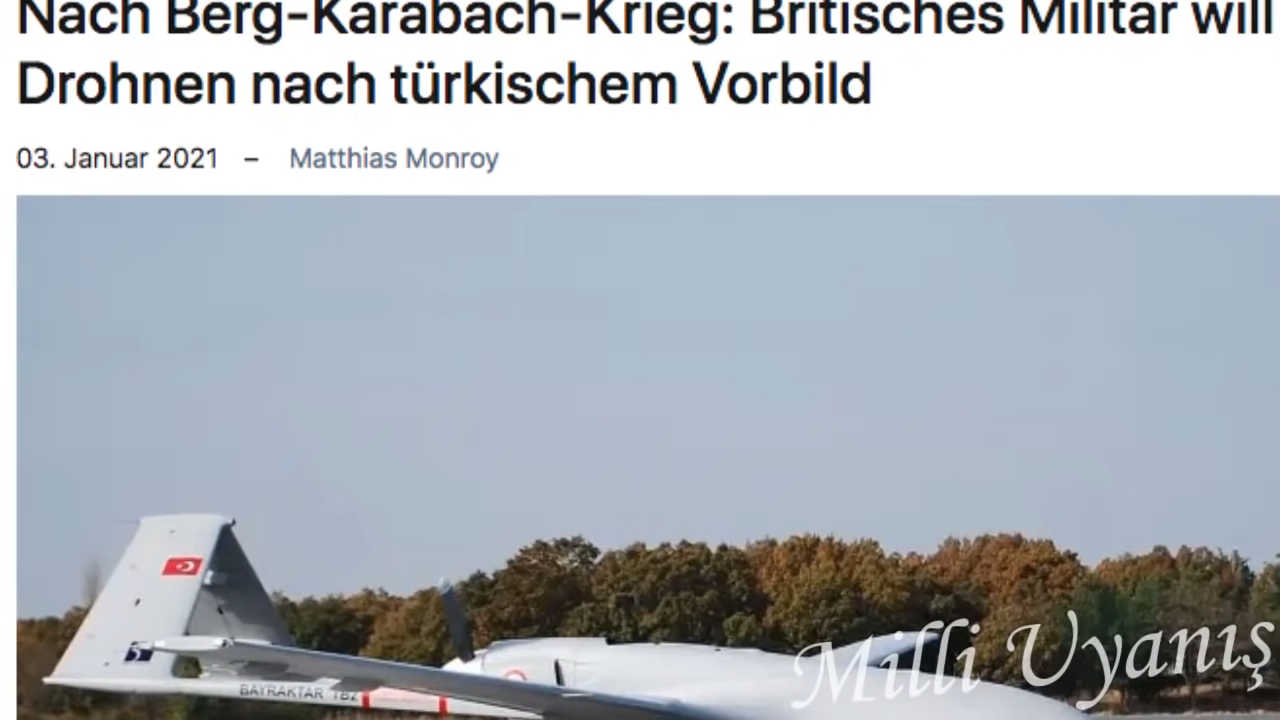 Nach Berg-Karabach-Krieg: Britisches Militär will
Drohnen nach türkischem Vorbild
03. Januar 2021 – Matthias Monroy
BAYRAKTAR TB2
Milli Uyanış